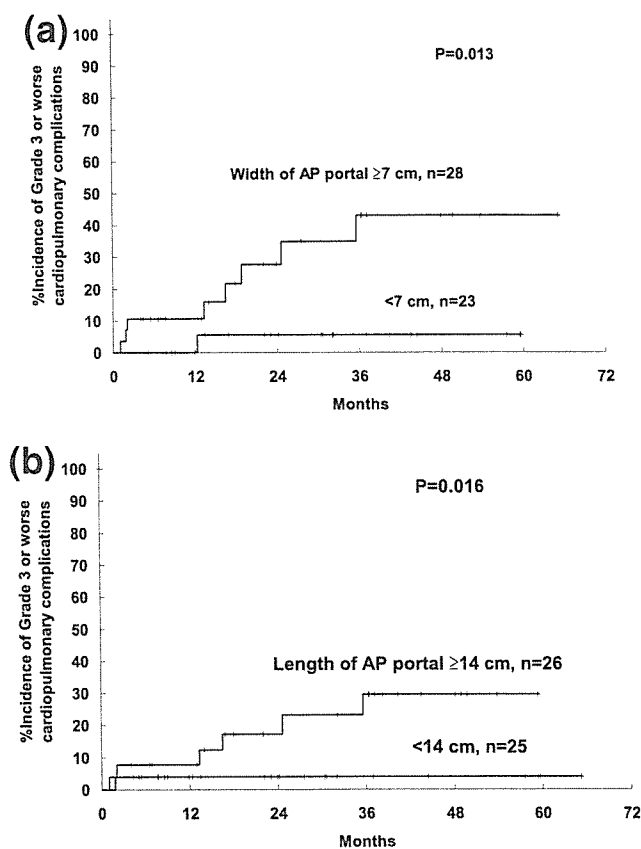 (a)
%Incidence of Grade 3 or worse
cardiopulmonary complications
100
90
80
70
60
50
40
30
20
10
0
P=0.013
Width of AP portal ≥7 cm, n=28
<7 cm, n=23
0 12 24 36 48 60 72
Months
(b)
%Incidence of Grade 3 or worse
cardiopulmonary complications
100
90
80
70
60
50
40
30
20
10
0
P=0.016
Length of AP portal ≥14 cm, n=26
<14 cm, n=25
0 12 24 36 48 60 72
Months